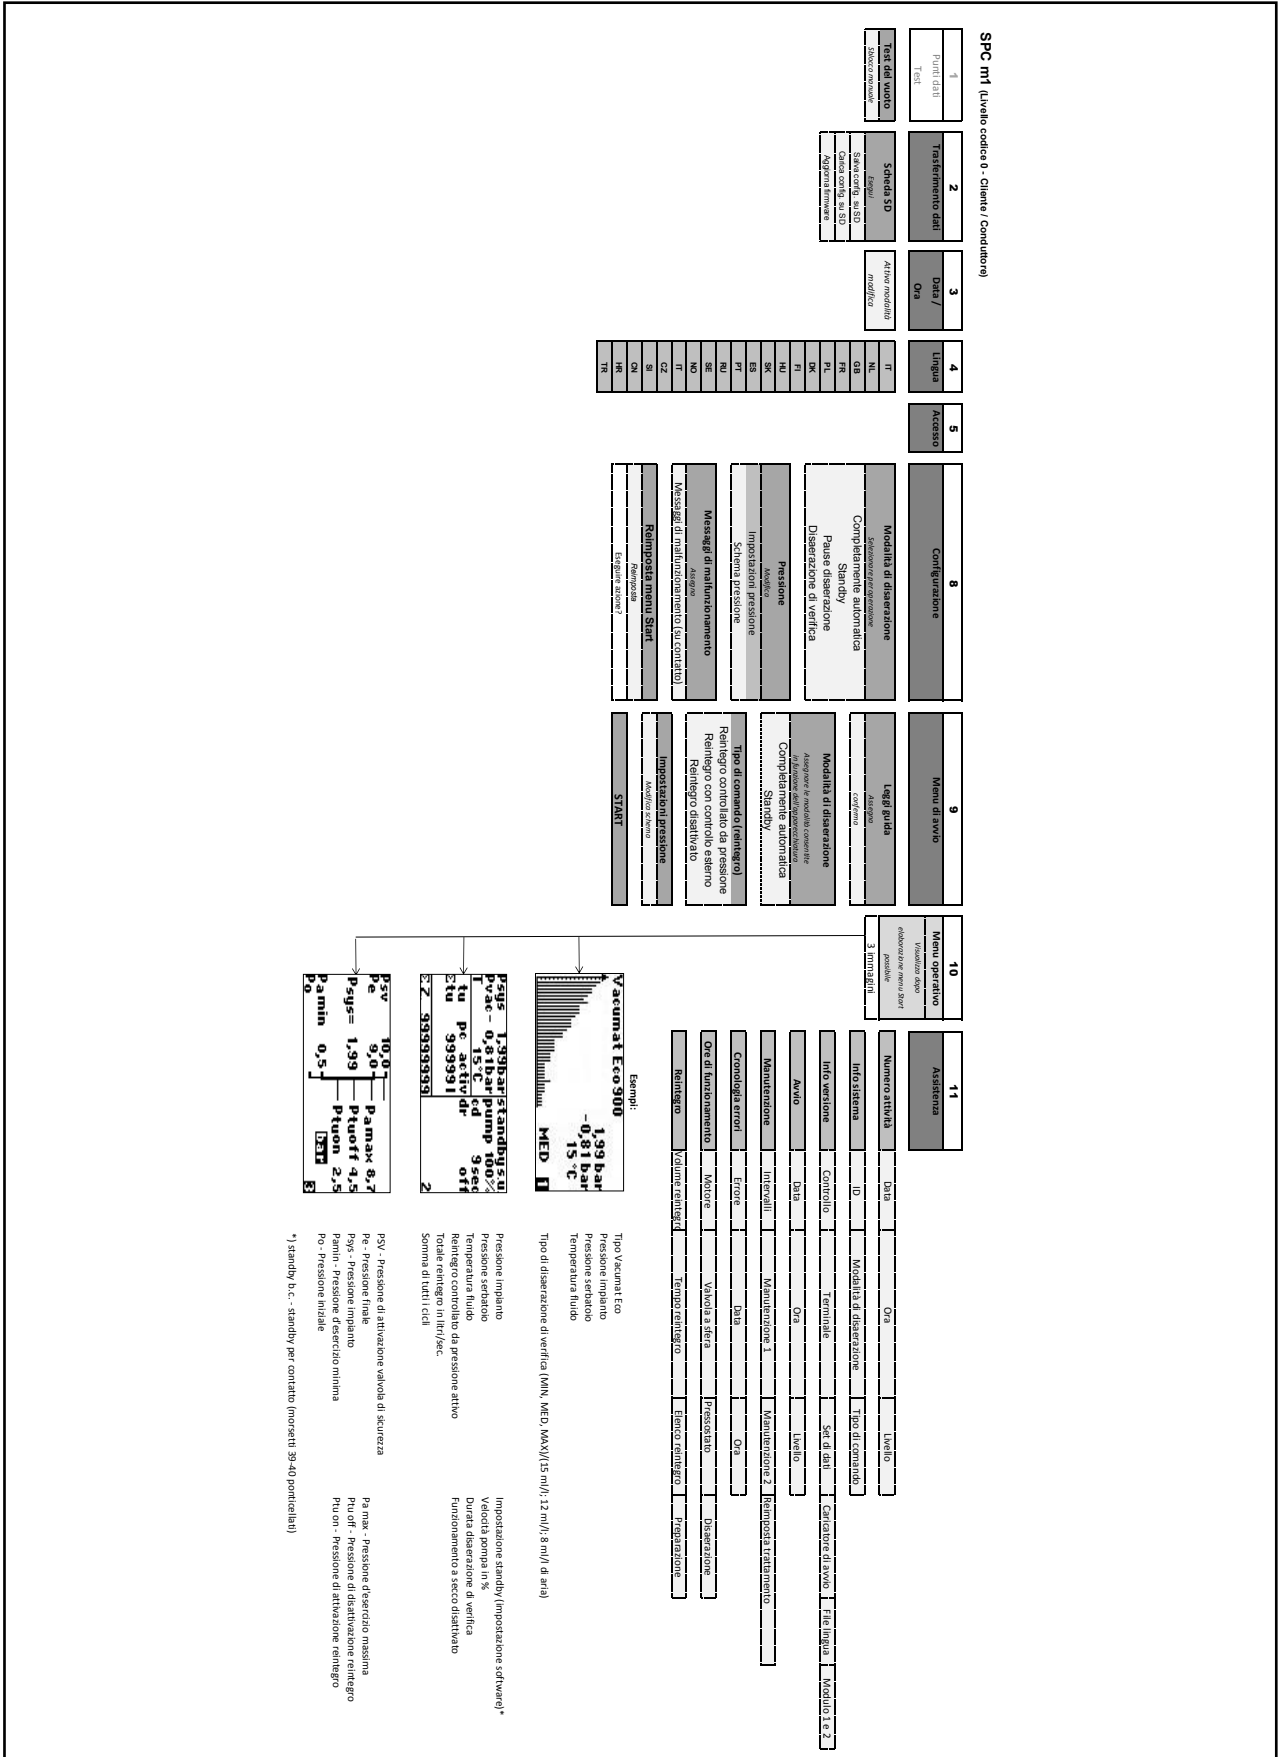 SPC m1 (Livello codice 0 - Cliente / Conduttore)
1
Punti dati
Test
Test del vuoto
Sblocco manuale
2
Trasferimento dati
Scheda SD
Esegui
Salva config. su SD
Carica config. su SD
Aggiorna firmware
3
Data /
Ora
Attiva modalità
modifica
4
Lingua
IT
NL
GB
FR
PL
DK
FI
HU
SK
ES
PT
RU
SE
NO
IT
CZ
SI
CN
HR
TR
5
Accesso
8
Configurazione
Modalità di disaerazione
Selezionare per operazione
Completamente automatica
Standby
Pause disaerazione
Disaerazione di verifica
Pressione
Modifica
Impostazioni pressione
Schema pressione
Messaggi di malfunzionamento
Assegna
Messaggi di malfunzionamento (su contatto)
Reimposta menu Start
Reimposta
Eseguire azione?
9
Menu di avvio
Leggi guida
Assegna
conferma
Modalità di disaerazione
Assegnare le modalità consentite
in funzione dell'apparecchiatura
Completamente automatica
Standby
Tipo di comando (reintegro)
Reintegro controllato da pressione
Reintegro con controllo esterno
Reintegro disattivato
Impostazioni pressione
Modifica schema
START
10
Menu operativo
Visualizza dopo
elaborazione menu Start
possibile
3 immagini
11
Assistenza
Numero attività
Data
Ora
Livello
Info sistema
ID
Modalità di disaerazione
Tipo di comando
Info versione
Controllo
Terminale
Set di dati
Caricatore di avvio
File lingua
Modulo 1 e 2
Avvio
Data
Ora
Livello
Manutenzione
Intervalli
Manutenzione 1
Manutenzione 2
Reimposta trattamento
Cronologia errori
Errore
Data
Ora
Ore di funzionamento
Motore
Valvola a sfera
Pressostato
Disaerazione
Reintegro
Volume reintegro
Tempo reintegro
Elenco reintegro
Preparazione
Esempi:
Vacumat Eco900
1,99 bar
-0,81 bar
15 °C
MED 1
Tipo Vacumat Eco
Pressione impianto
Pressione serbatoio
Temperatura fluido
Tipo di disaerazione di verifica (MIN, MED, MAX)/(15 ml/l; 12 ml/l; 8 ml/l di aria)
Psys 1,99bar standbys.u
Pvac- 0,81bar pump 100%
T 15°C cd 9sec
tu pc activ dr off
Σtu 999999l
Σz 99999999 2
Pressione impianto
Pressione serbatoio
Temperatura fluido
Reintegro controllato da pressione attivo
Totale reintegro in litri/sec.
Somma di tutti i cicli
Impostazione standby (impostazione software)*
Velocità pompa in %
Durata disaerazione di verifica
Funzionamento a secco disattivato
Psv 10,0
Pe 9,0 Pamax 8,7
Psys= 1,99 Ptuoff 4,5
Ptuon 2,5
Pamin 0,5 bar
Po 3
PSV - Pressione di attivazione valvola di sicurezza
Pe - Pressione finale
Psys - Pressione impianto
Pamin - Pressione d'esercizio minima
Po - Pressione iniziale
Pa max - Pressione d'esercizio massima
Ptu off - Pressione di disattivazione reintegro
Ptu on - Pressione di attivazione reintegro
*) standby b.c. - standby per contatto (morsetti 39-40 ponticellati)